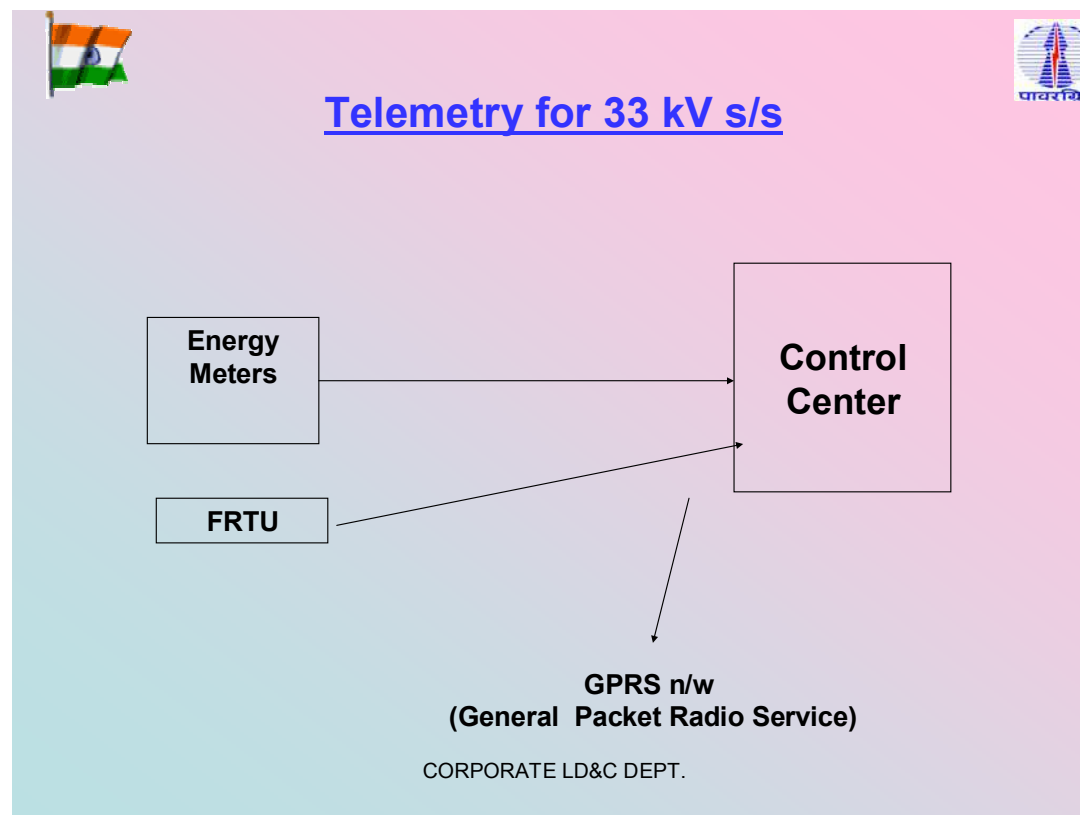 Telemetry for 33 kV s/s
Energy
Meters
Control
Center
FRTU
GPRS n/w
(General Packet Radio Service)
CORPORATE LD&C DEPT.